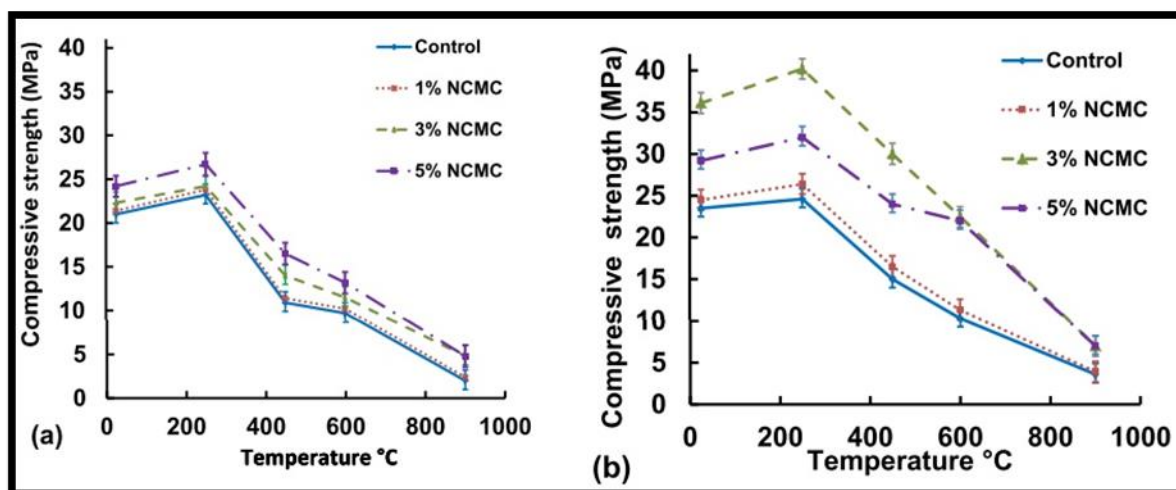 Compressive strength (MPa)
40
35
30
25
20
15
10
5
0
0 200 400 600 800 1000
Temperature °C
Control
1% NCMC
3% NCMC
5% NCMC
(a)
Compressive strength (MPa)
40
35
30
25
20
15
10
5
0
0 200 400 600 800 1000
Temperature °C
Control
1% NCMC
3% NCMC
5% NCMC
(b)